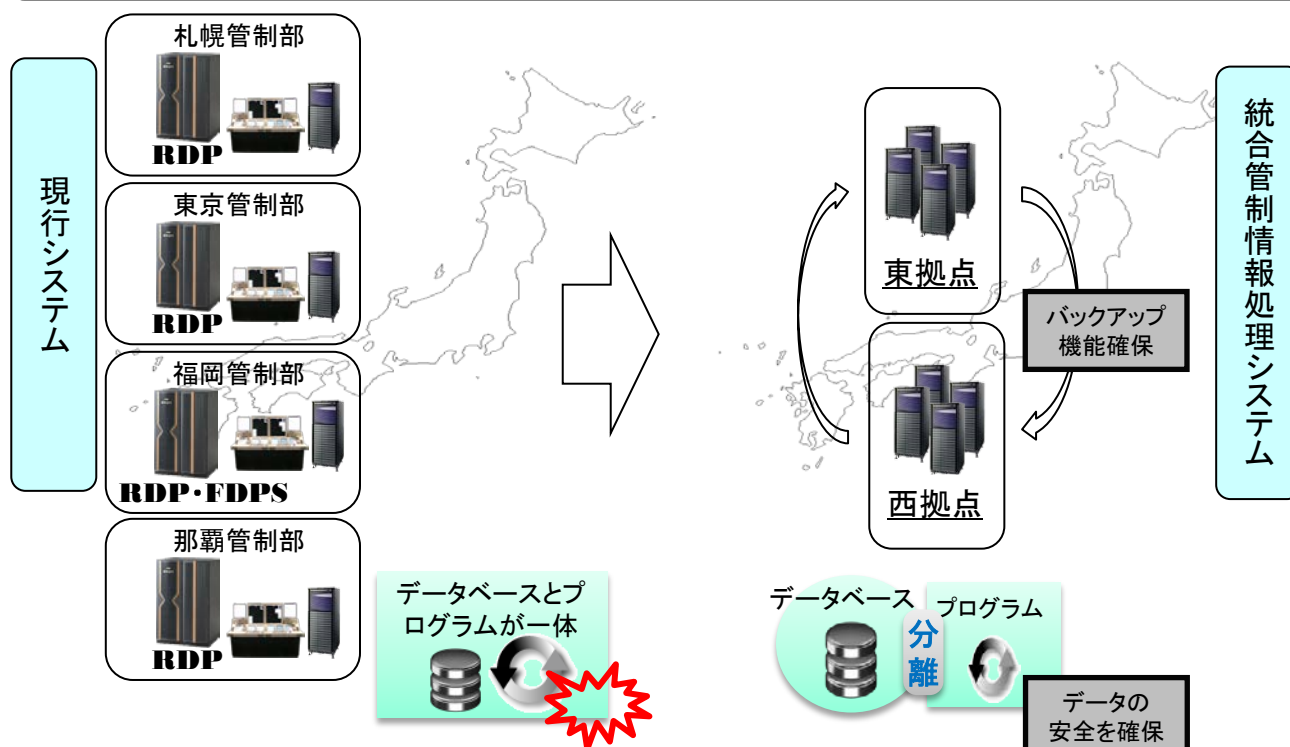 現行システム
札幌管制部
RDP
東京管制部
RDP
福岡管制部
RDP・FDPS
那覇管制部
RDP
データベースとプ
ログラムが一体
東拠点
西拠点
バックアップ
機能確保
統合管制情報処理システム
データベース
分離
プログラム
データの
安全を確保